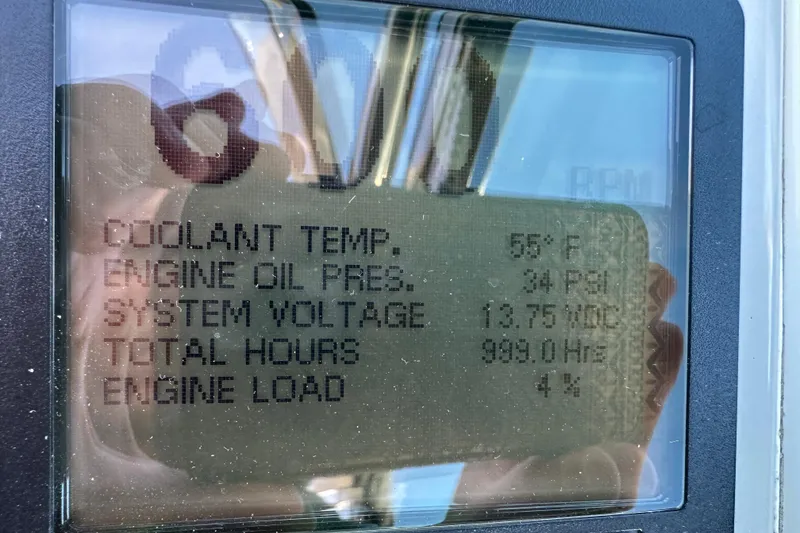 600
RPM
COOLANT TEMP. 55° F
ENGINE OIL PRES. 34 PSI
SYSTEM VOLTAGE 13.75 VDC
TOTAL HOURS 999.0 Hrs
ENGINE LOAD 4 %